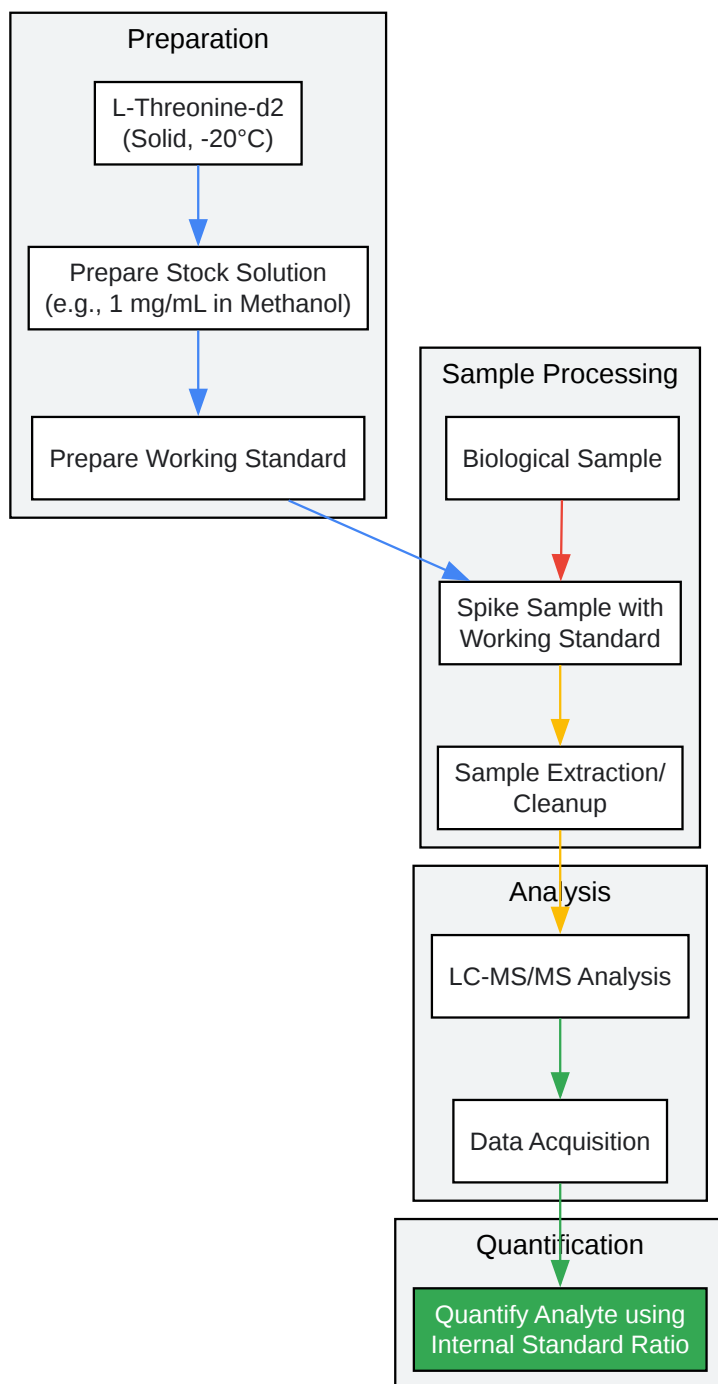 Preparation
L-Threonine-d2
(Solid, -20°C)
Prepare Stock Solution
(e.g., 1 mg/mL in Methanol)
Prepare Working Standard
Sample Processing
Biological Sample
Spike Sample with
Working Standard
Sample Extraction/
Cleanup
Analysis
LC-MS/MS Analysis
Data Acquisition
Quantification
Quantify Analyte using
Internal Standard Ratio